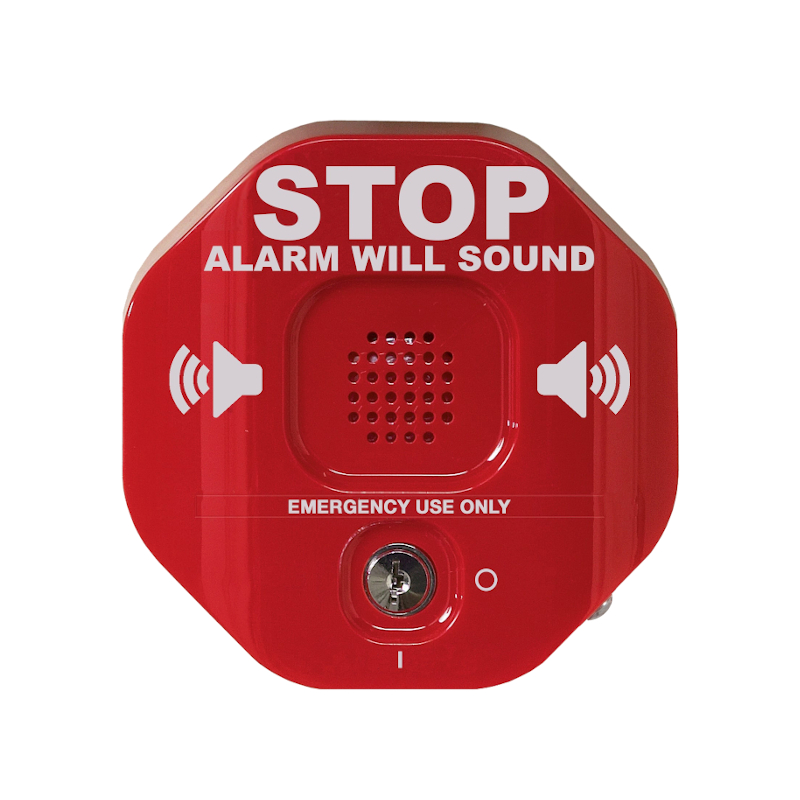 STOP
ALARM WILL SOUND
EMERGENCY USE ONLY
O
I